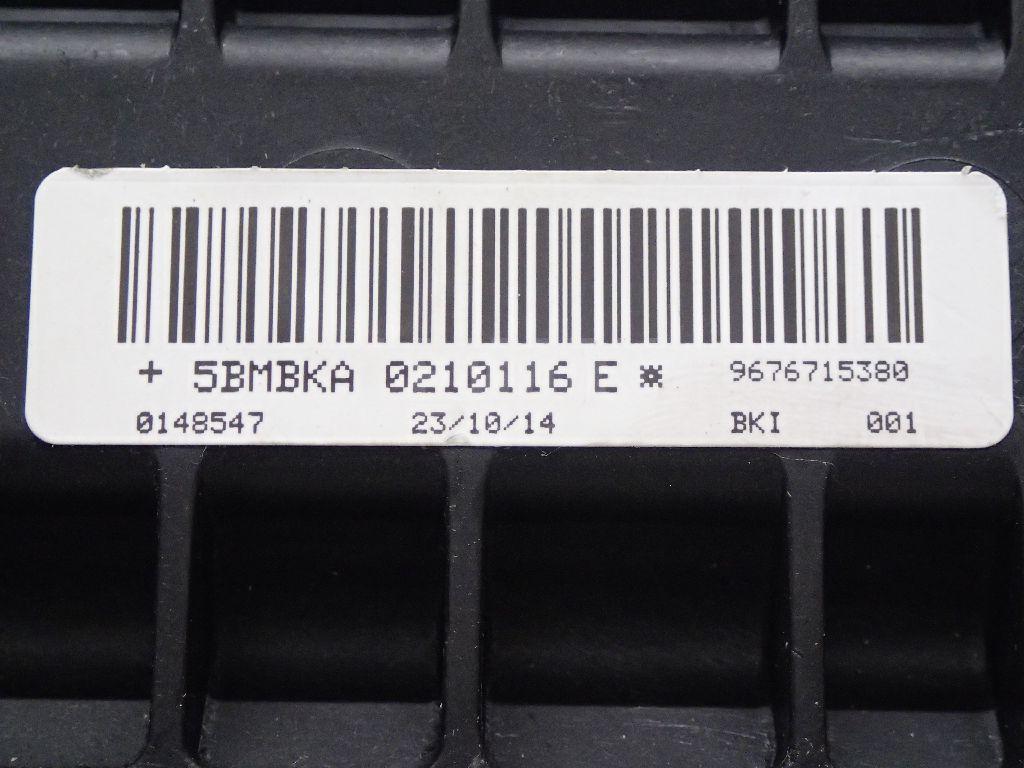 + 5BMBKA 0210116 E * 9676715380
0148547 23/10/14 BKI 001